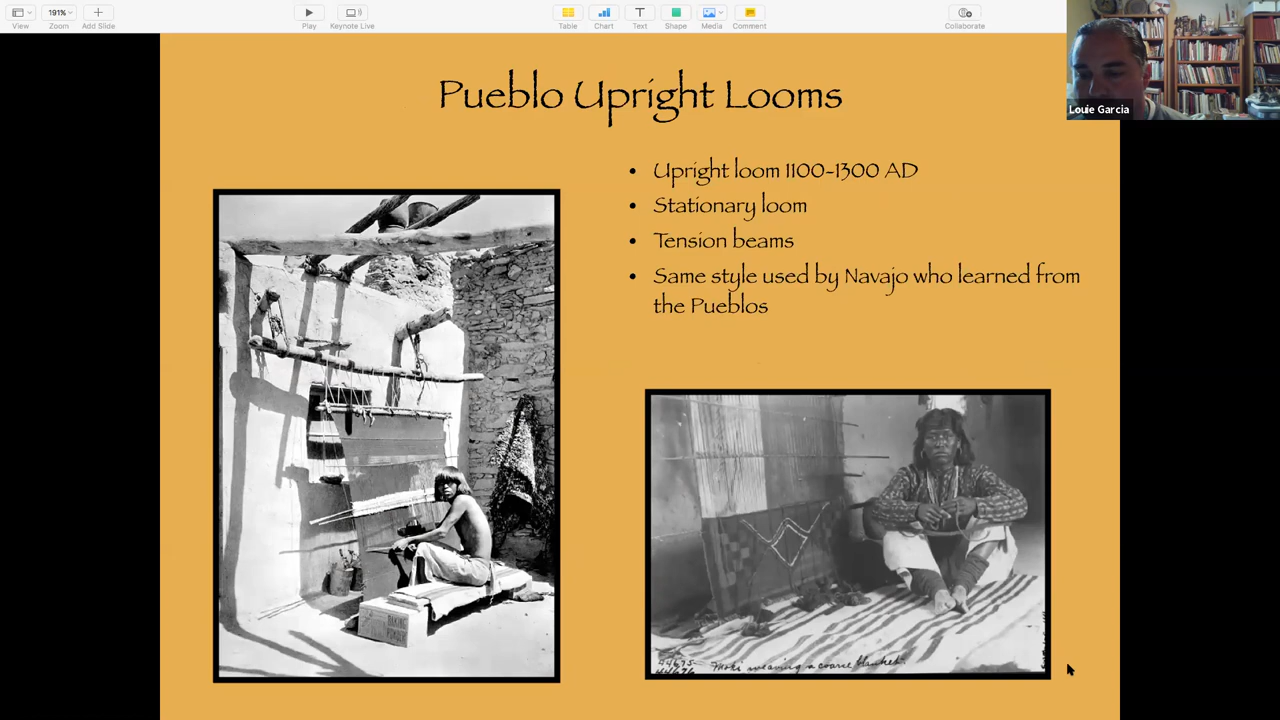 191%
View
Zoom
Add Slide
Play
Keynote Live
Table
Chart
Text
Shape
Media
Comment
Collaborate
Louie Garcia
Pueblo Upright Looms
• Upright loom 1100-1300 AD
• Stationary loom
• Tension beams
• Same style used by Navajo who learned from
the Pueblos
BAKING
POWDER
44675
44676
Moki weaving a coarse blanket.